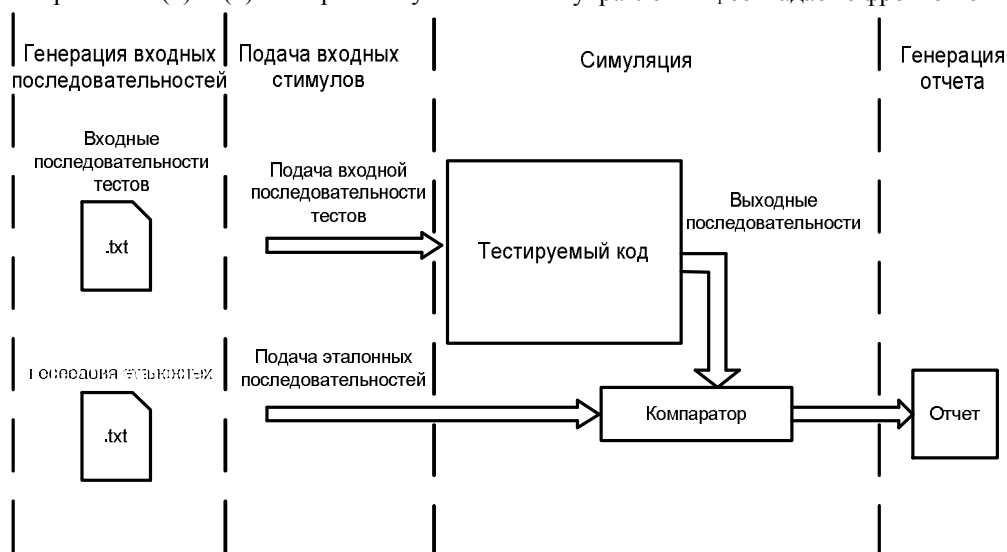 Генерация входных
последовательностей
Подача входных
стимулов
Симуляция
Генерация
отчета
Входные
последовательности
тестов
.txt
Подача входной
последовательности
тестов
Тестируемый код
Выходные
последовательности
Подача эталонных
последовательностей
.txt
Компаратор
Отчет